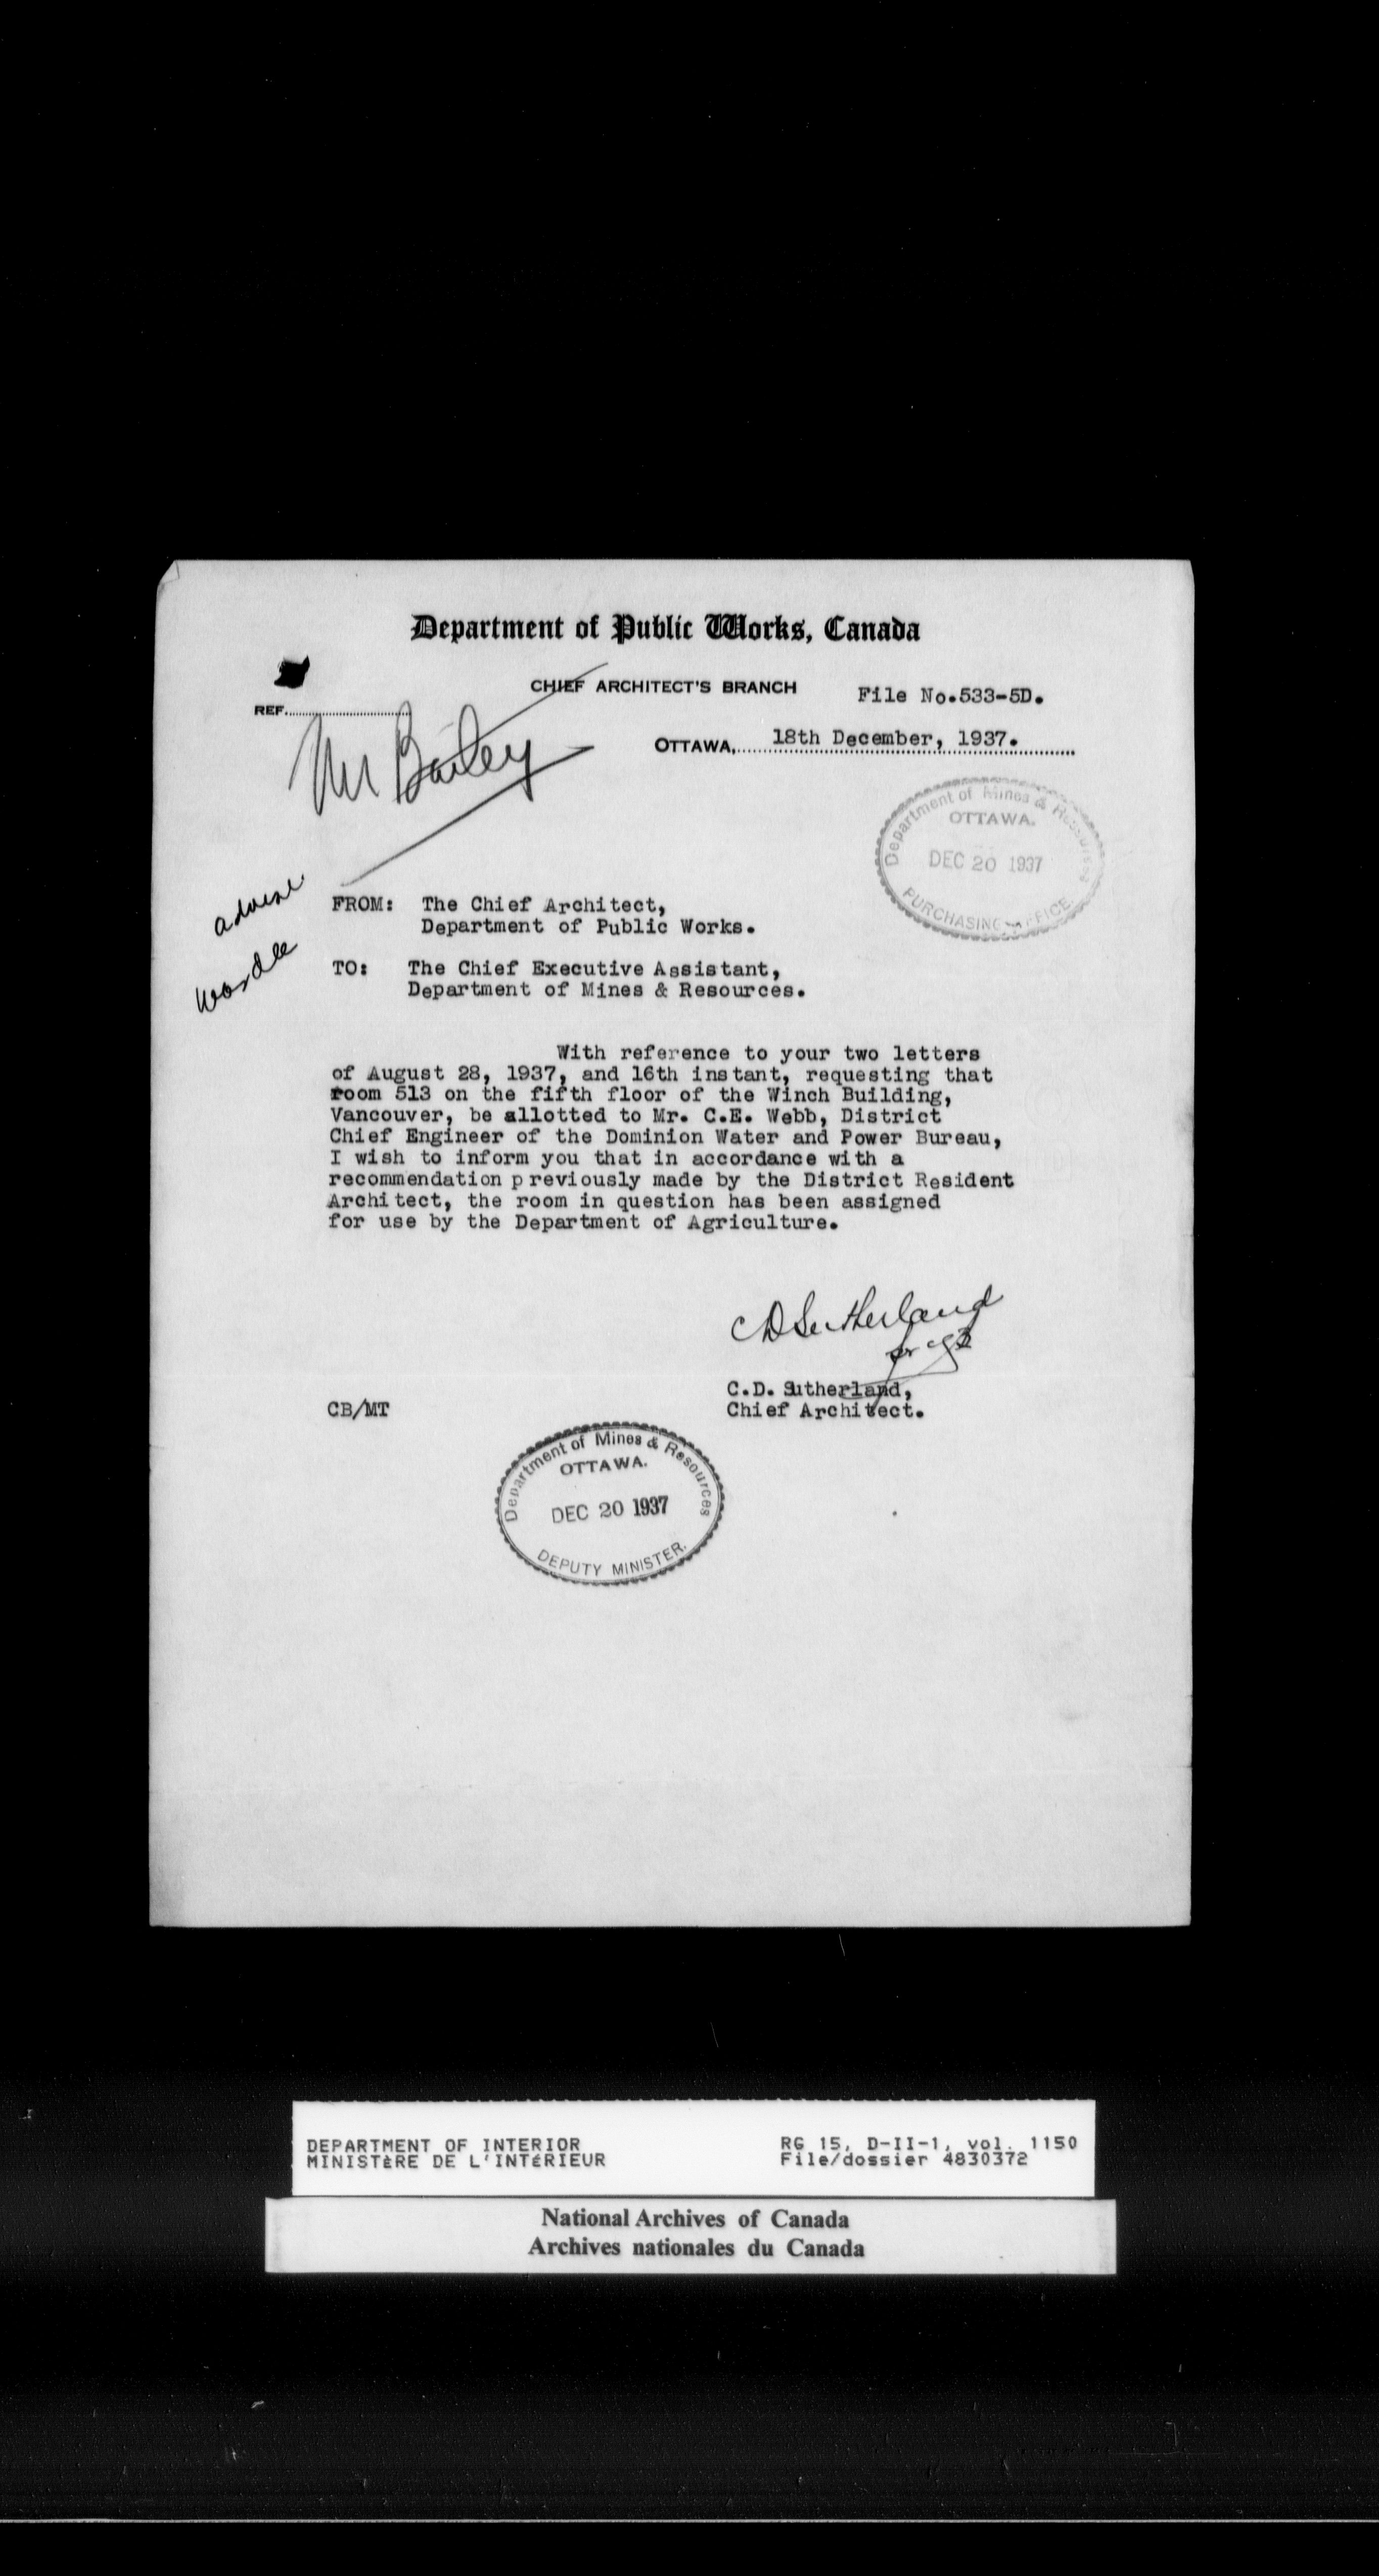 Department of Public Works, Canada
CHIEF ARCHITECT'S BRANCH
File No.533-5D.
REF.
OTTAWA, 18th December, 1937.
Mr Bailey
Department of Mines & Resources
OTTAWA.
DEC 20 1937
PURCHASING OFFICE.
advise
Wardle
FROM: The Chief Architect,
Department of Public Works.
TO: The Chief Executive Assistant,
Department of Mines & Resources.
With reference to your two letters
of August 28, 1937, and 16th instant, requesting that
room 513 on the fifth floor of the Winch Building,
Vancouver, be allotted to Mr. C.E. Webb, District
Chief Engineer of the Dominion Water and Power Bureau,
I wish to inform you that in accordance with a
recommendation previously made by the District Resident
Architect, the room in question has been assigned
for use by the Department of Agriculture.
CDSutherland
for
C.D. Sutherland,
Chief Architect.
CB/MT
Department of Mines & Resources
OTTAWA.
DEC 20 1937
DEPUTY MINISTER.
DEPARTMENT OF INTERIOR
MINISTÈRE DE L'INTÉRIEUR
RG 15, D-II-1, vol. 1150
File/dossier 4830372
National Archives of Canada
Archives nationales du Canada